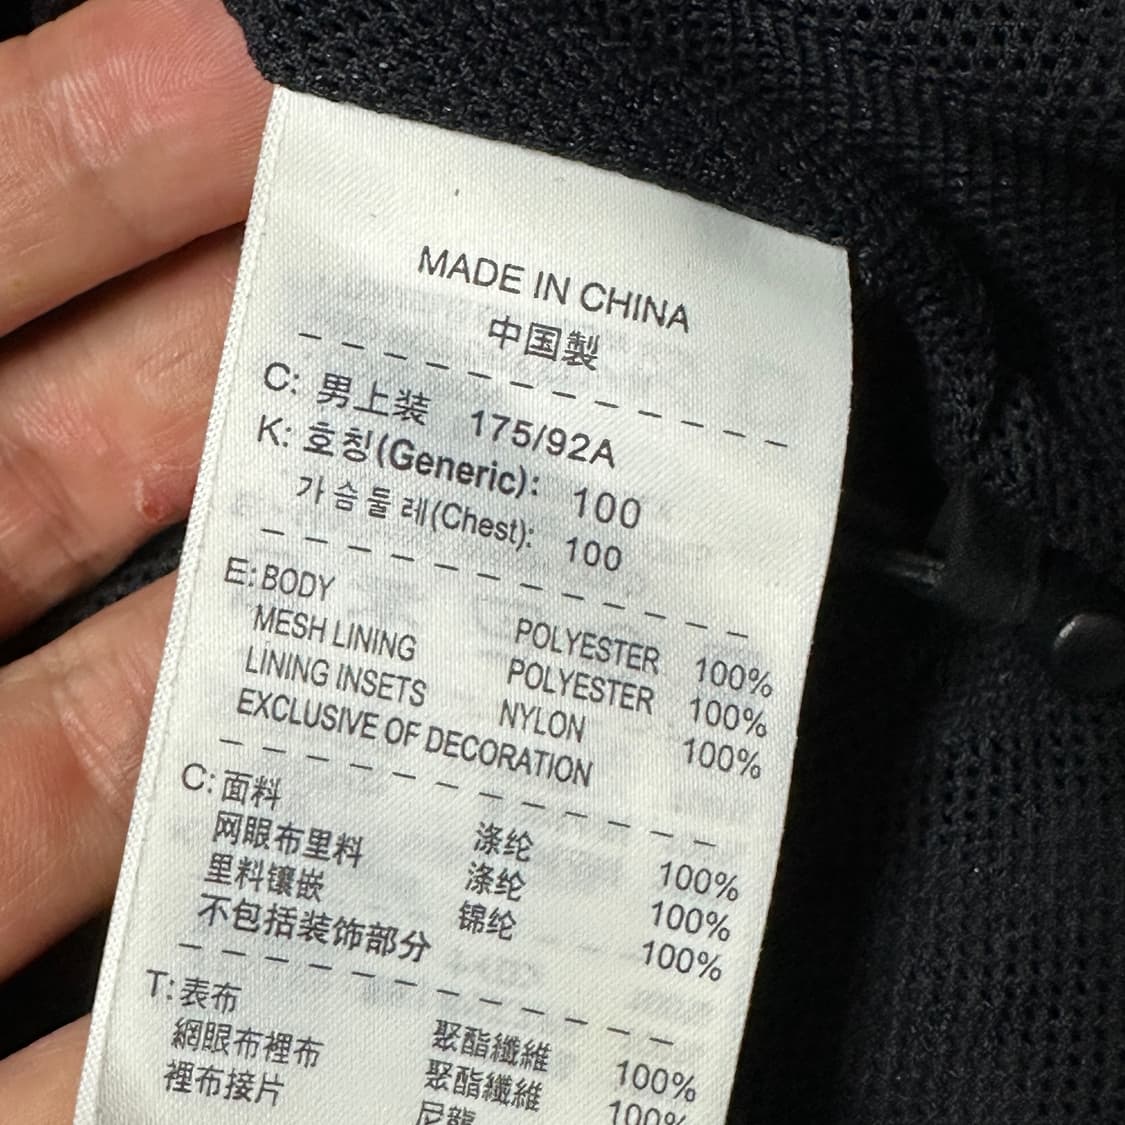 MADE IN CHINA
中国製
C: 男上装 175/92A
K: 호칭(Generic): 100
가슴둘레(Chest): 100
E: BODY POLYESTER 100%
MESH LINING POLYESTER 100%
LINING INSETS NYLON 100%
EXCLUSIVE OF DECORATION
C: 面料 涤纶 100%
网眼布里料 涤纶 100%
里料镶嵌 锦纶 100%
不包括装饰部分
T: 表布 聚酯纖維 100%
網眼布裡布 聚酯纖維 100%
裡布接片 尼龍